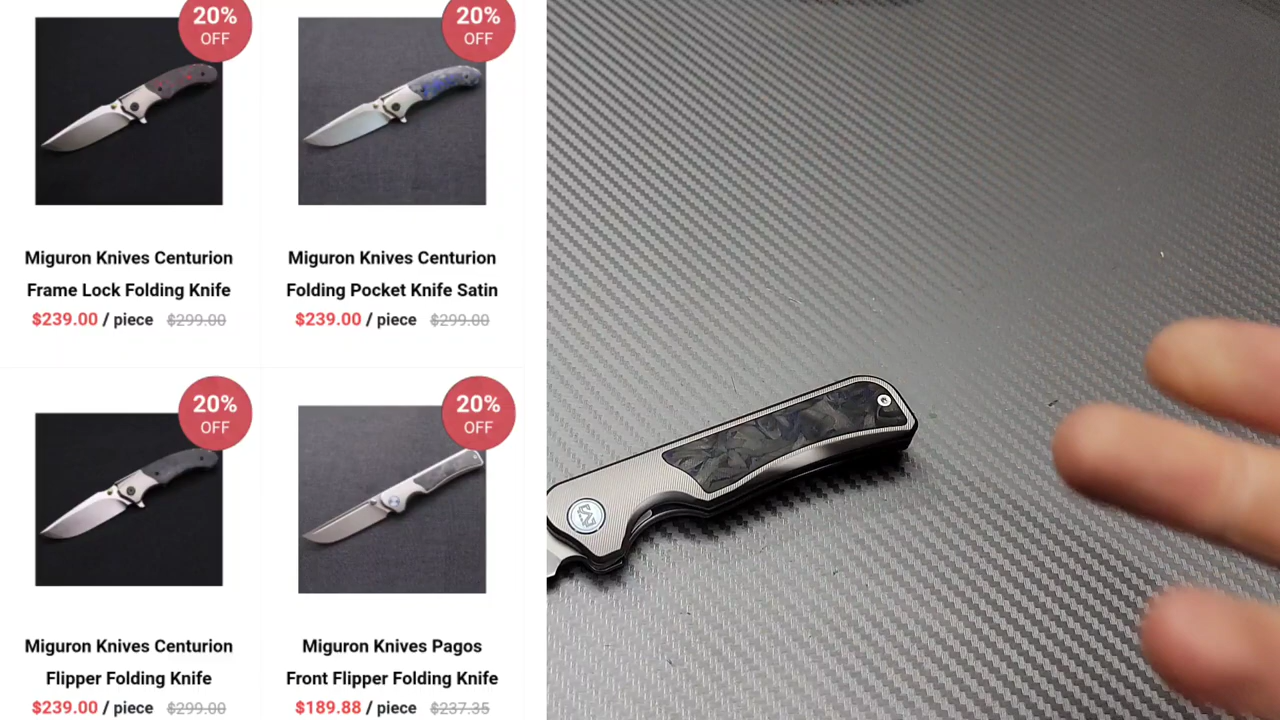 20%
OFF
Miguron Knives Centurion
Frame Lock Folding Knife
$239.00 / piece $299.00
20%
OFF
Miguron Knives Centurion
Folding Pocket Knife Satin
$239.00 / piece $299.00
20%
OFF
Miguron Knives Centurion
Flipper Folding Knife
$239.00 / piece $299.00
20%
OFF
Miguron Knives Pagos
Front Flipper Folding Knife
$189.88 / piece $237.35